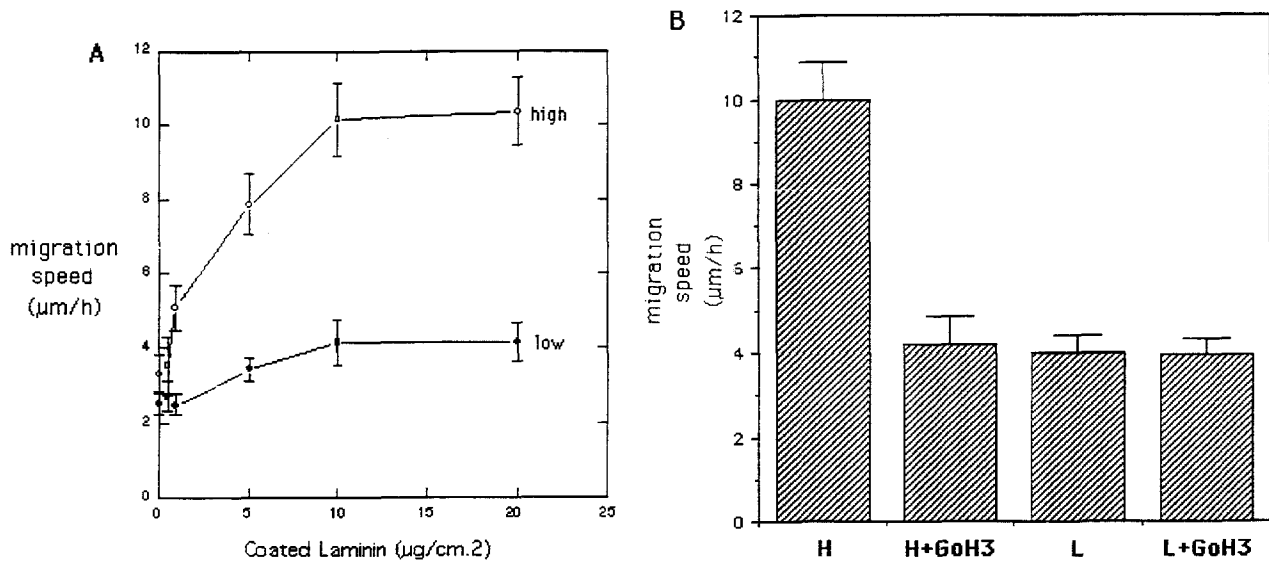 A
12
10
8
6
4
2
0
migration
speed
(µm/h)
high
low
0
5
10
15
20
25
Coated Laminin (µg/cm.2)
B
12
10
8
6
4
2
0
migration
speed
(µm/h)
H
H+GoH3
L
L+GoH3